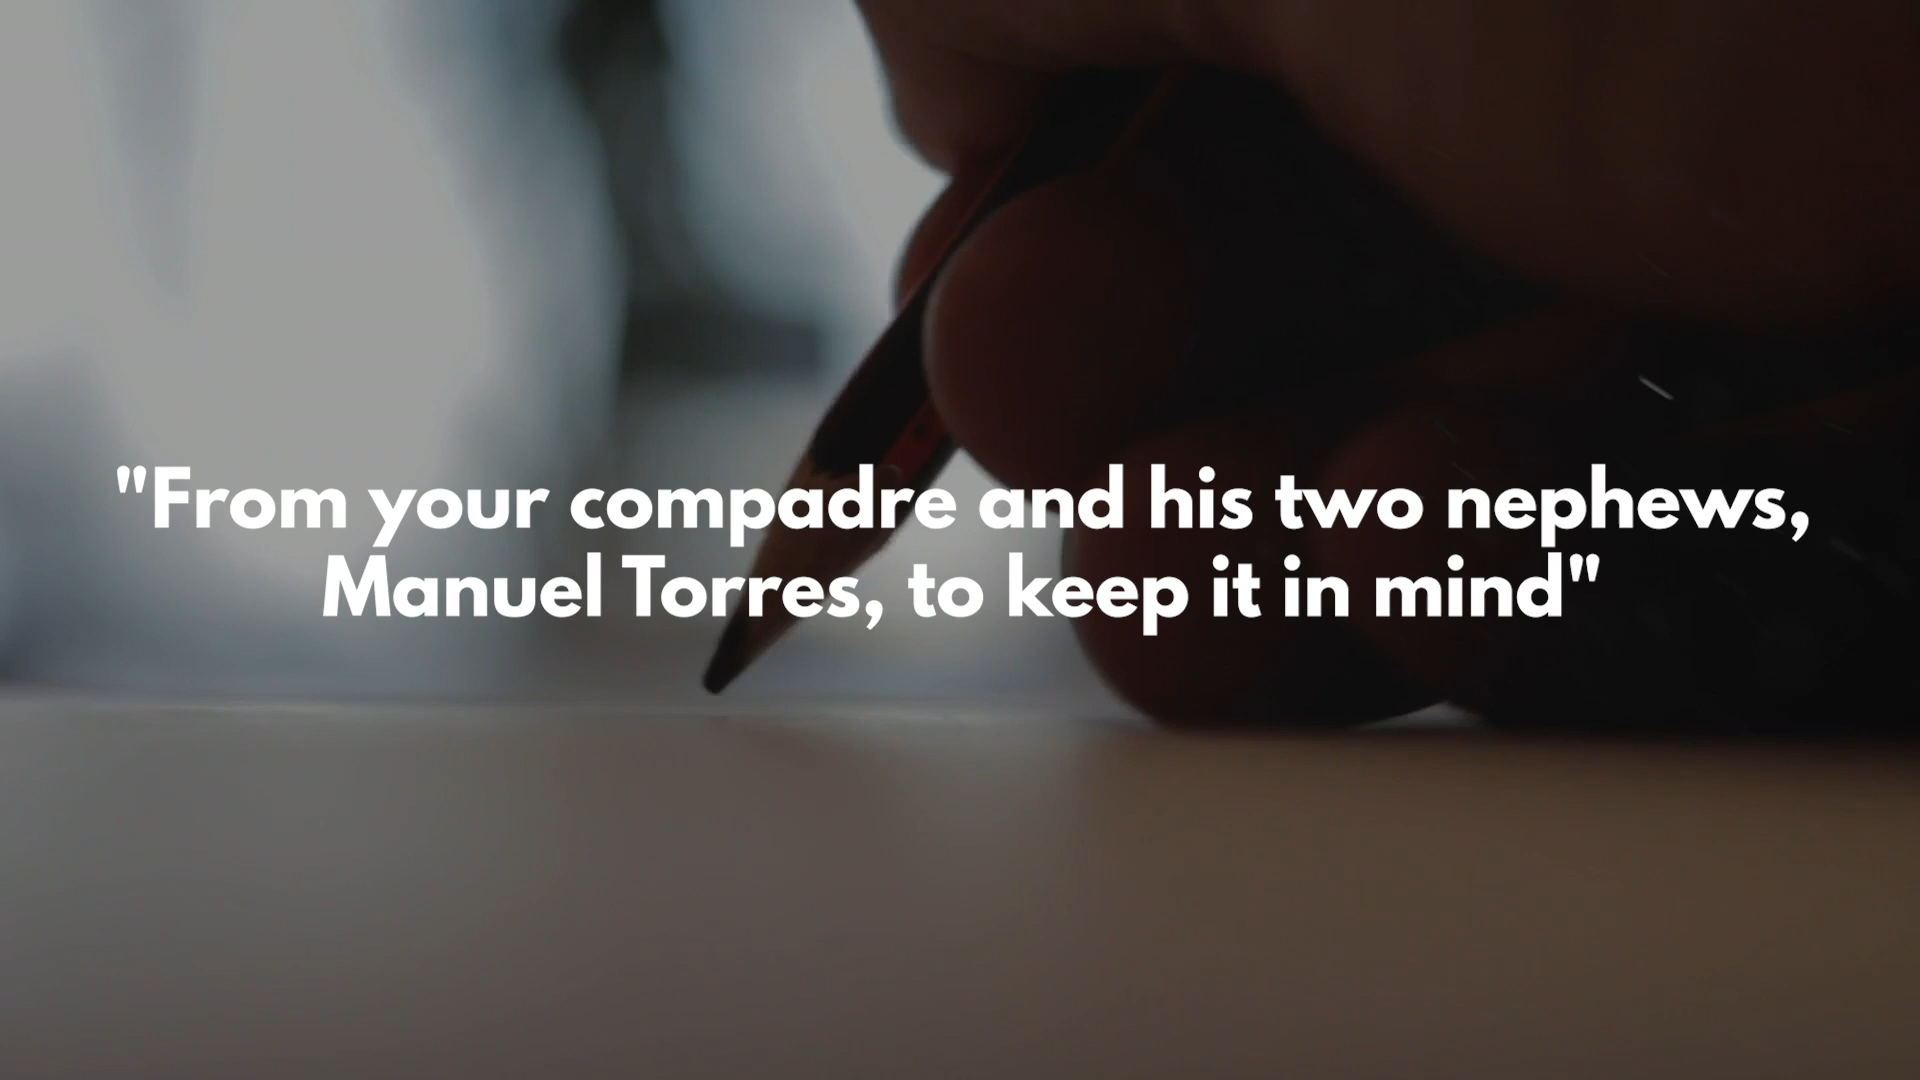 "From your compadre and his two nephews,
Manuel Torres, to keep it in mind"